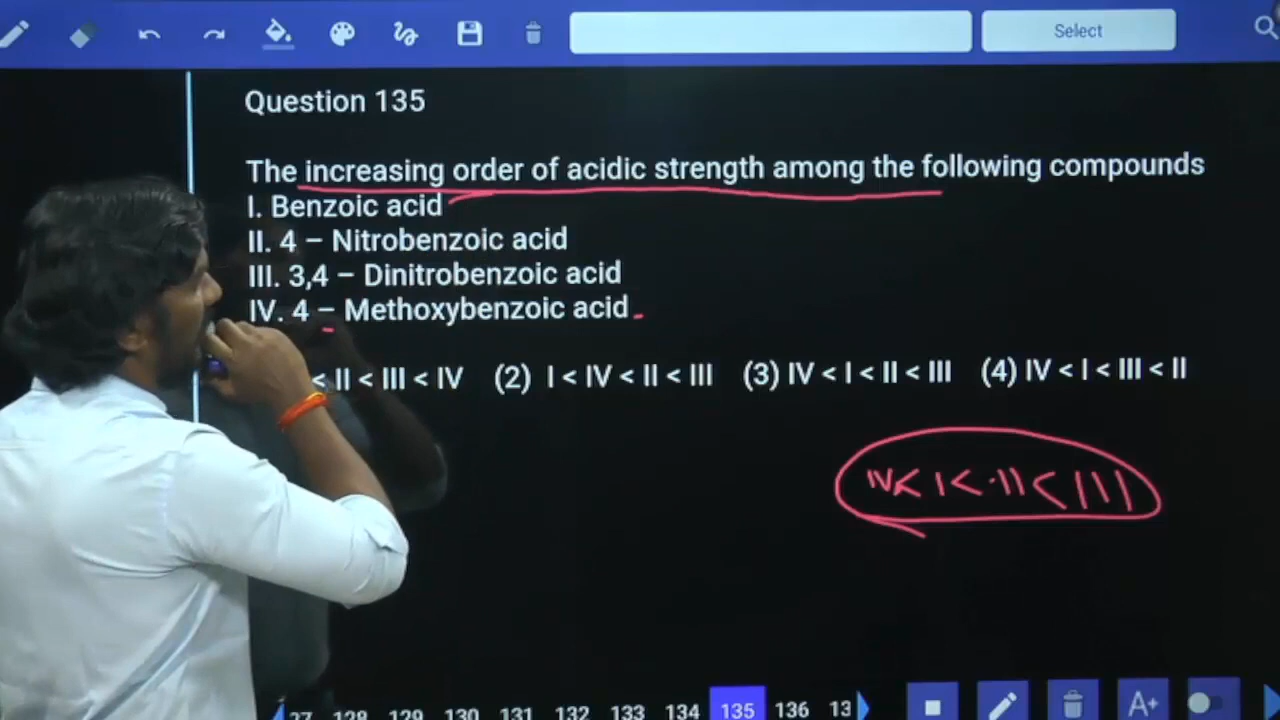 Select
Question 135
The increasing order of acidic strength among the following compounds
I. Benzoic acid
II. 4 – Nitrobenzoic acid
III. 3,4 – Dinitrobenzoic acid
IV. 4 – Methoxybenzoic acid
< II < III < IV (2) I < IV < II < III (3) IV < I < II < III (4) IV < I < III < II
IV < I < II < III
27 128 129 130 131 132 133 134 135 136 13
A+